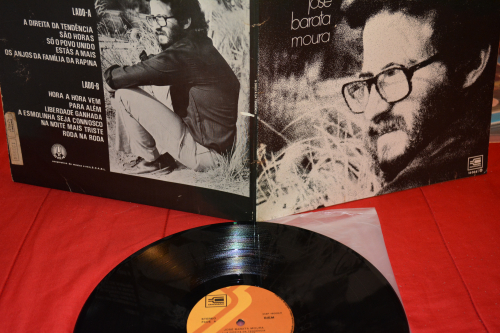 LADO-A
A DIREITA DA TENDÊNCIA
SÃO HORAS
SÓ O POVO UNIDO
ESTÁS A MAIS
OS ANJOS DA FAMÍLIA DA RAPINA
LADO-B
HORA A HORA VEM
PARA ALÉM
LIBERDADE GANHADA
A ESMOLINHA SEJA CONNOSCO
NA NOITE MAIS TRISTE
RODA NA RODA
josé
barata
moura